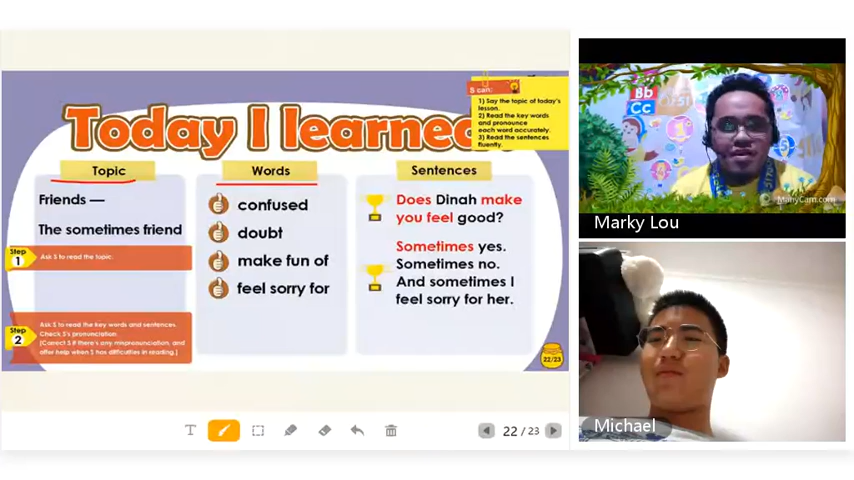 Today I learned
S can:
1) Say the topic of today's
lesson.
2) Read the key words
and pronounce
each word accurately.
3) Read the sentences
fluently.
Topic
Friends —
The sometimes friend
Step
1
Ask S to read the topic.
Step
2
Ask S to read the key words and sentences.
Check S's pronunciation.
(Correct S if there's any mispronunciation, and
offer help when S has difficulties in reading.)
Words
confused
doubt
make fun of
feel sorry for
Sentences
Does Dinah make
you feel good?
Sometimes yes.
Sometimes no.
And sometimes I
feel sorry for her.
22/23
T
22 / 23
Bb
Cc
51
ManyCam.com
Marky Lou
Michael